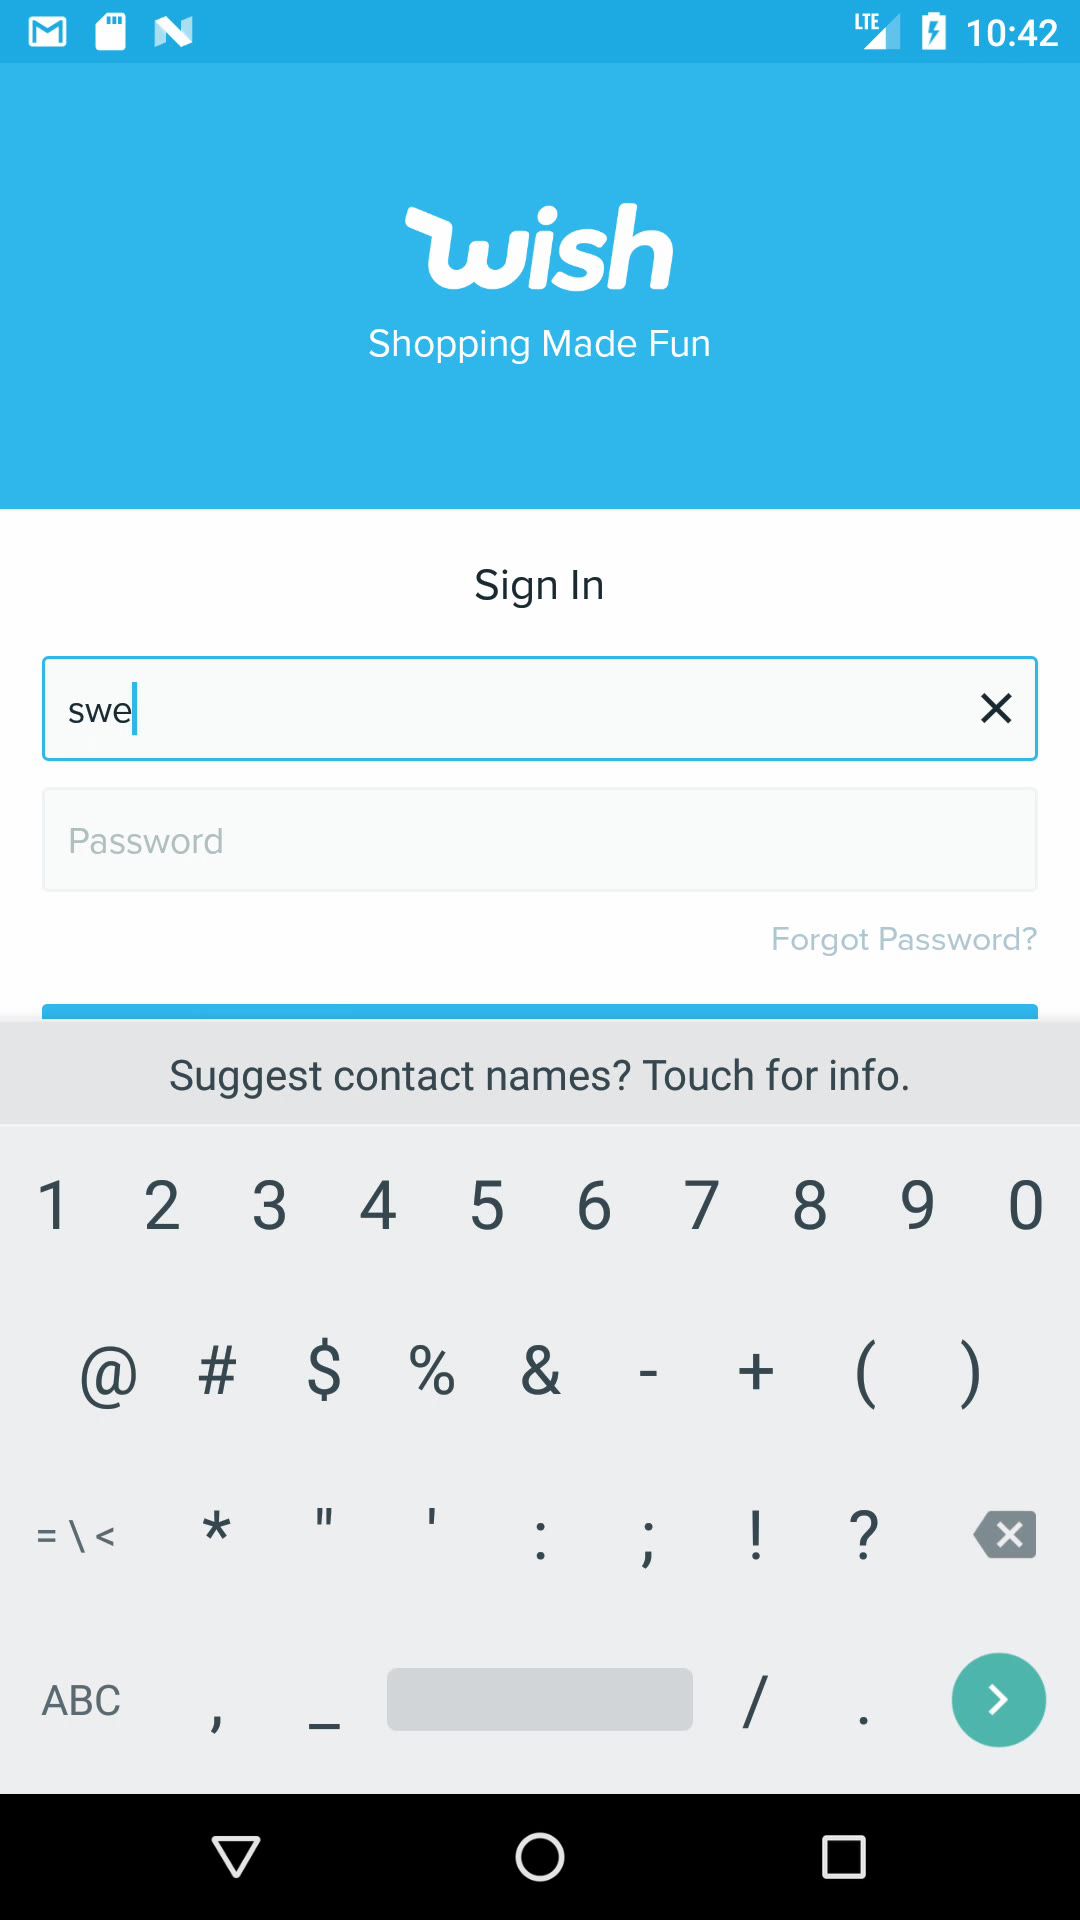 LTE 10:42
wish
Shopping Made Fun
Sign In
swe
Password
Forgot Password?
Suggest contact names? Touch for info.
1 2 3 4 5 6 7 8 9 0
@ # $ % & - + ( )
= \ < * " ' : ; ! ?
ABC , _ / .